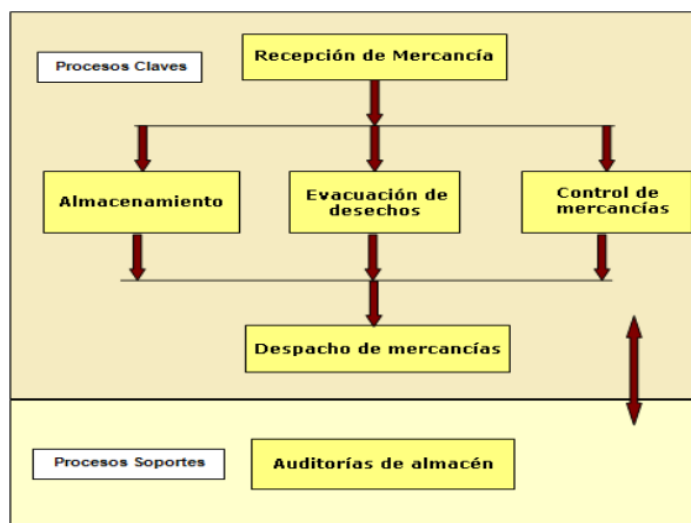 Recepción de Mercancía
Procesos Claves
Almacenamiento
Evacuación de
desechos
Control de
mercancías
Despacho de mercancías
Procesos Soportes
Auditorías de almacén